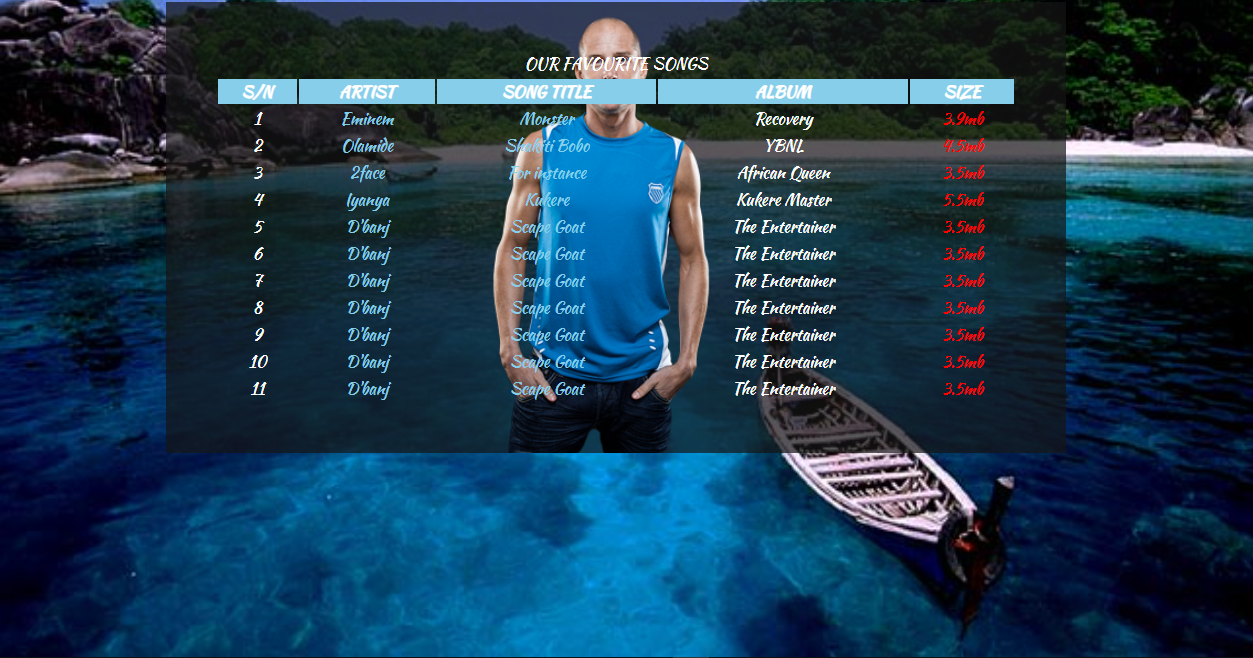 OUR FAVOURITE SONGS
S/N ARTIST SONG TITLE ALBUM SIZE
1 Eminem Monster Recovery 3.9mb
2 Olamide Shakiti Bobo YBNL 4.5mb
3 2face For instance African Queen 3.5mb
4 Iyanya Kukere Kukere Master 5.5mb
5 D'banj Scape Goat The Entertainer 3.5mb
6 D'banj Scape Goat The Entertainer 3.5mb
7 D'banj Scape Goat The Entertainer 3.5mb
8 D'banj Scape Goat The Entertainer 3.5mb
9 D'banj Scape Goat The Entertainer 3.5mb
10 D'banj Scape Goat The Entertainer 3.5mb
11 D'banj Scape Goat The Entertainer 3.5mb